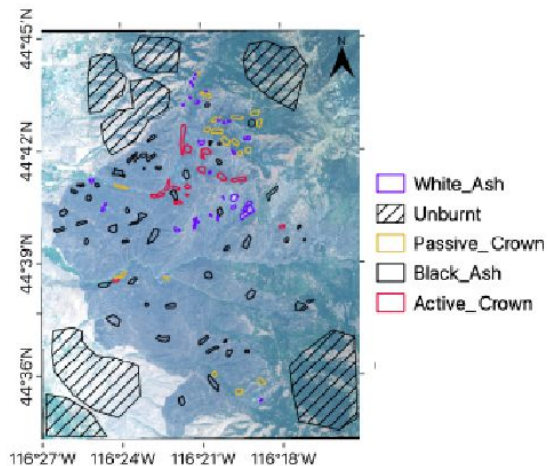 44°45'N
44°42'N
44°39'N
44°36'N
N
White_Ash
Unburnt
Passive_Crown
Black_Ash
Active_Crown
116°27'W 116°24'W 116°21'W 116°18'W